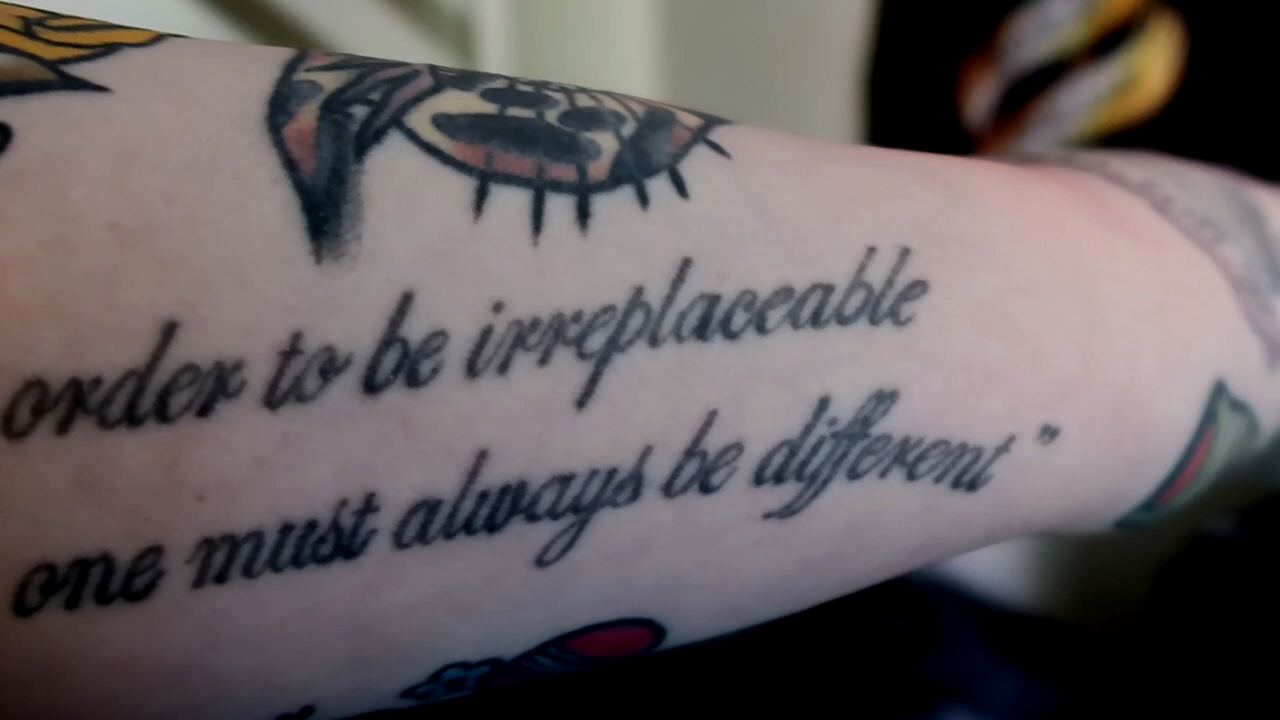 order to be irreplaceable
one must always be different”